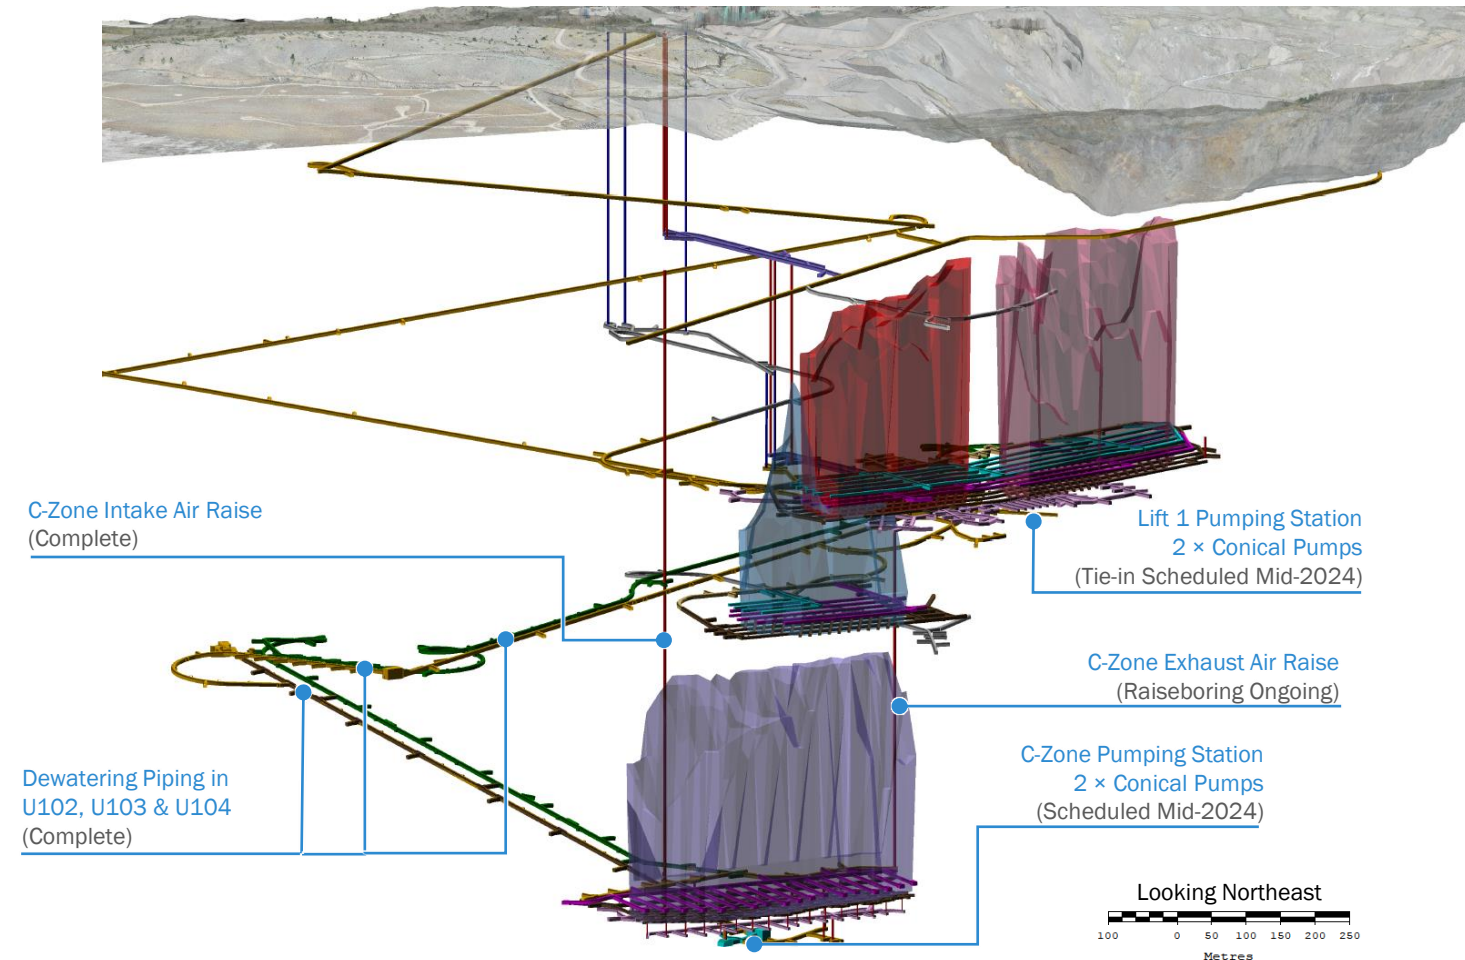 C-Zone Intake Air Raise
(Complete)
Lift 1 Pumping Station
2 × Conical Pumps
(Tie-in Scheduled Mid-2024)
C-Zone Exhaust Air Raise
(Raiseboring Ongoing)
C-Zone Pumping Station
2 × Conical Pumps
(Scheduled Mid-2024)
Dewatering Piping in
U102, U103 & U104
(Complete)
Looking Northeast
100 0 50 100 150 200 250
Metres